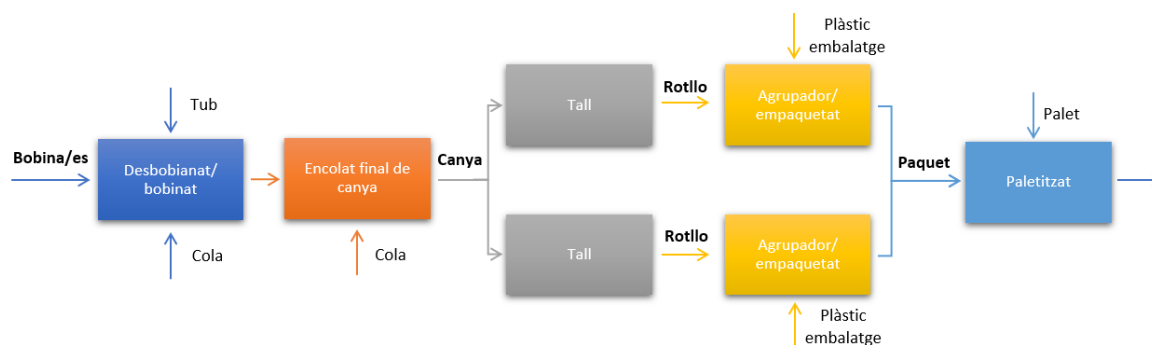 Plàstic
embalatge
Tub
Bobina/es
Desbobianat/
bobinat
Cola
Encolat final de
canya
Cola
Canya
Tall
Rotllo
Agrupador/
empaquetat
Tall
Rotllo
Agrupador/
empaquetat
Plàstic
embalatge
Paquet
Palet
Paletitzat